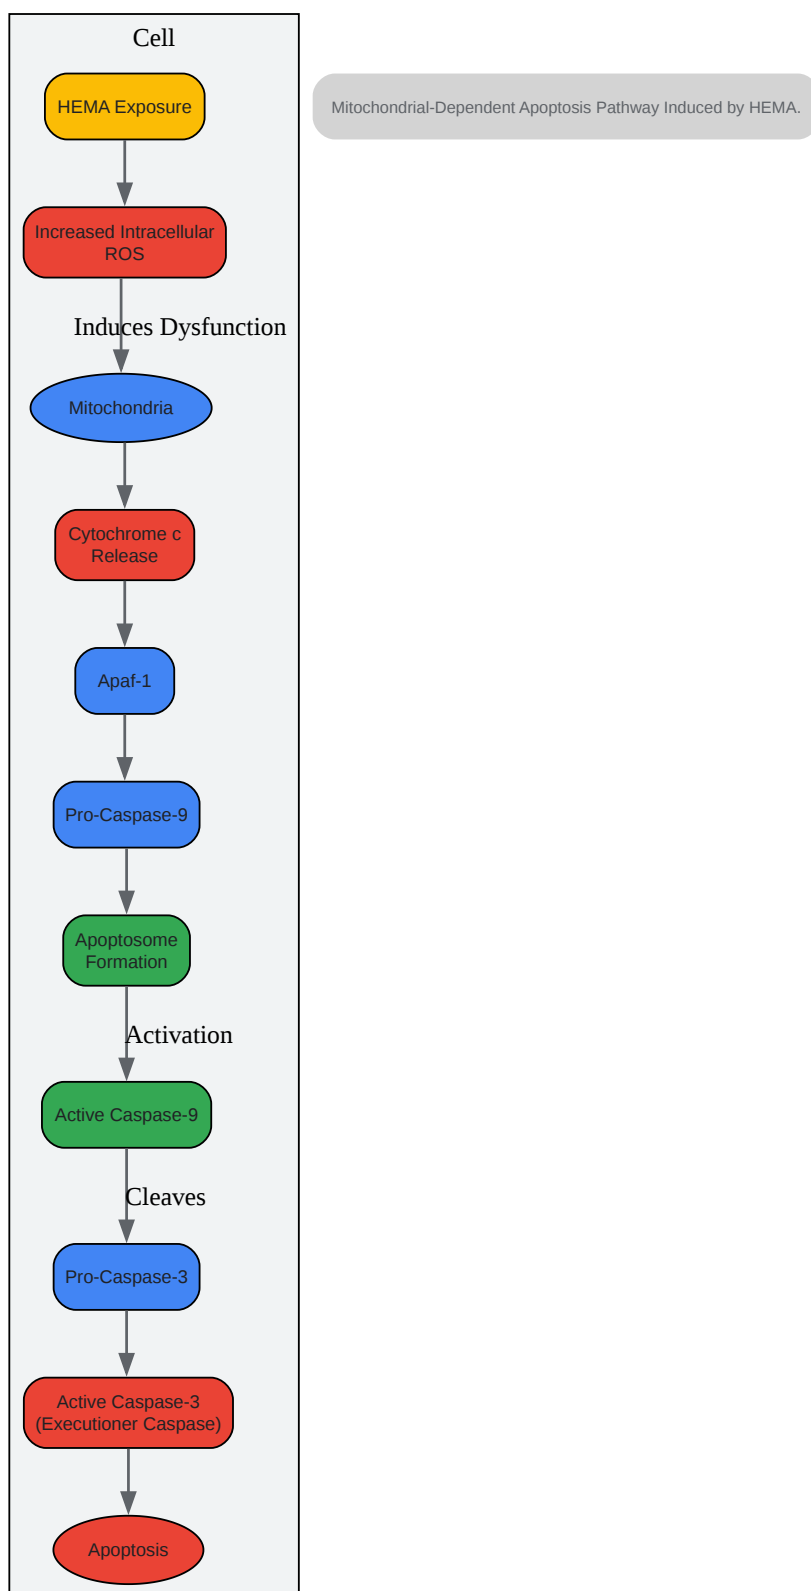 Cell
HEMA Exposure
Mitochondrial-Dependent Apoptosis Pathway Induced by HEMA.
Increased Intracellular
ROS
Induces Dysfunction
Mitochondria
Cytochrome c
Release
Apaf-1
Pro-Caspase-9
Apoptosome
Formation
Activation
Active Caspase-9
Cleaves
Pro-Caspase-3
Active Caspase-3
(Executioner Caspase)
Apoptosis